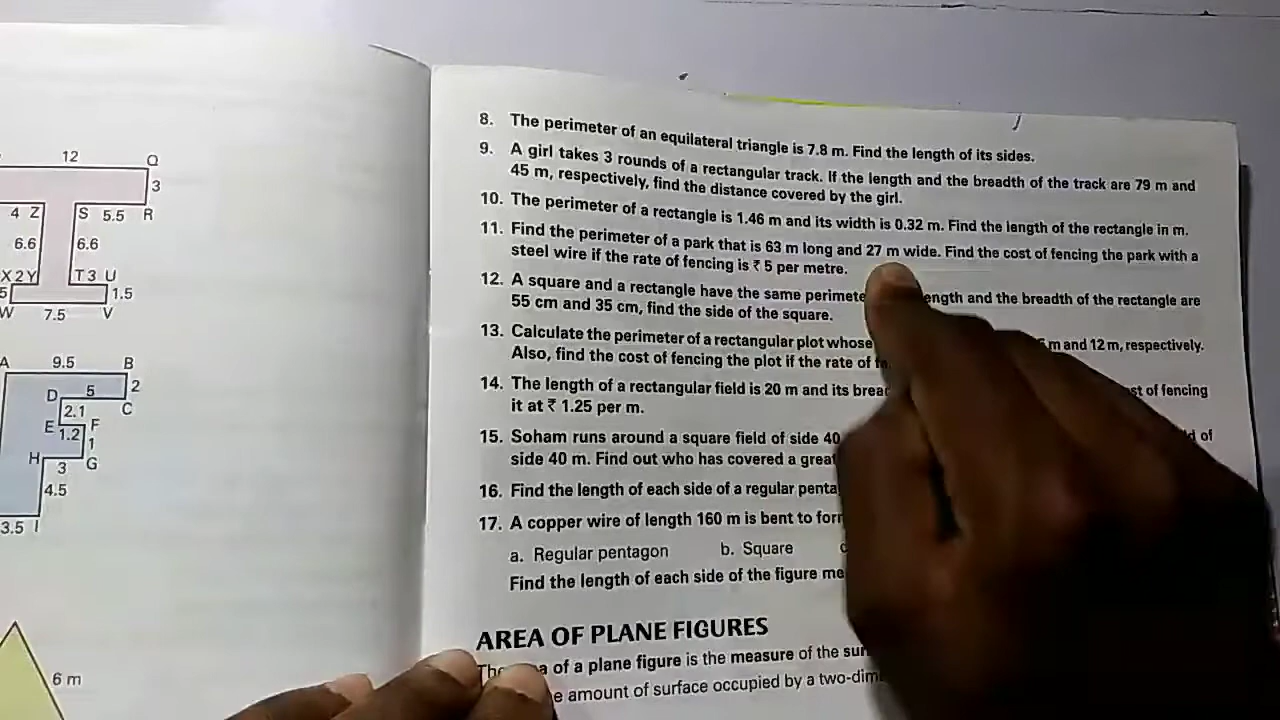 12
Q
3
4 Z
S 5.5 R
6.6
6.6
X 2 Y
T 3 U
5
1.5
W
7.5
V
A
9.5
B
2
D
5
C
2.1
E
F
1.2
1
H
3
G
4.5
3.5 I
6 m
8. The perimeter of an equilateral triangle is 7.8 m. Find the length of its sides.
9. A girl takes 3 rounds of a rectangular track. If the length and the breadth of the track are 79 m and
45 m, respectively, find the distance covered by the girl.
10. The perimeter of a rectangle is 1.46 m and its width is 0.32 m. Find the length of the rectangle in m.
11. Find the perimeter of a park that is 63 m long and 27 m wide. Find the cost of fencing the park with a
steel wire if the rate of fencing is ₹ 5 per metre.
12. A square and a rectangle have the same and the breadth of the rectangle are
55 cm and 35 cm, find the side of the square.
13. Calculate the perimeter of a rectangular plot whose m and 12 m, respectively.
Also, find the cost of fencing the plot if the rate of
14. The length of a rectangular field is 20 m and its of fencing
it at ₹ 1.25 per m.
15. Soham runs around a square field of side 40 of
side 40 m. Find out who has covered a
16. Find the length of each side of a regular
17. A copper wire of length 160 m is bent to
a. Regular pentagon b. Square
Find the length of each side of the figure
AREA OF PLANE FIGURES
of a plane figure is the measure of the
amount of surface occupied by a